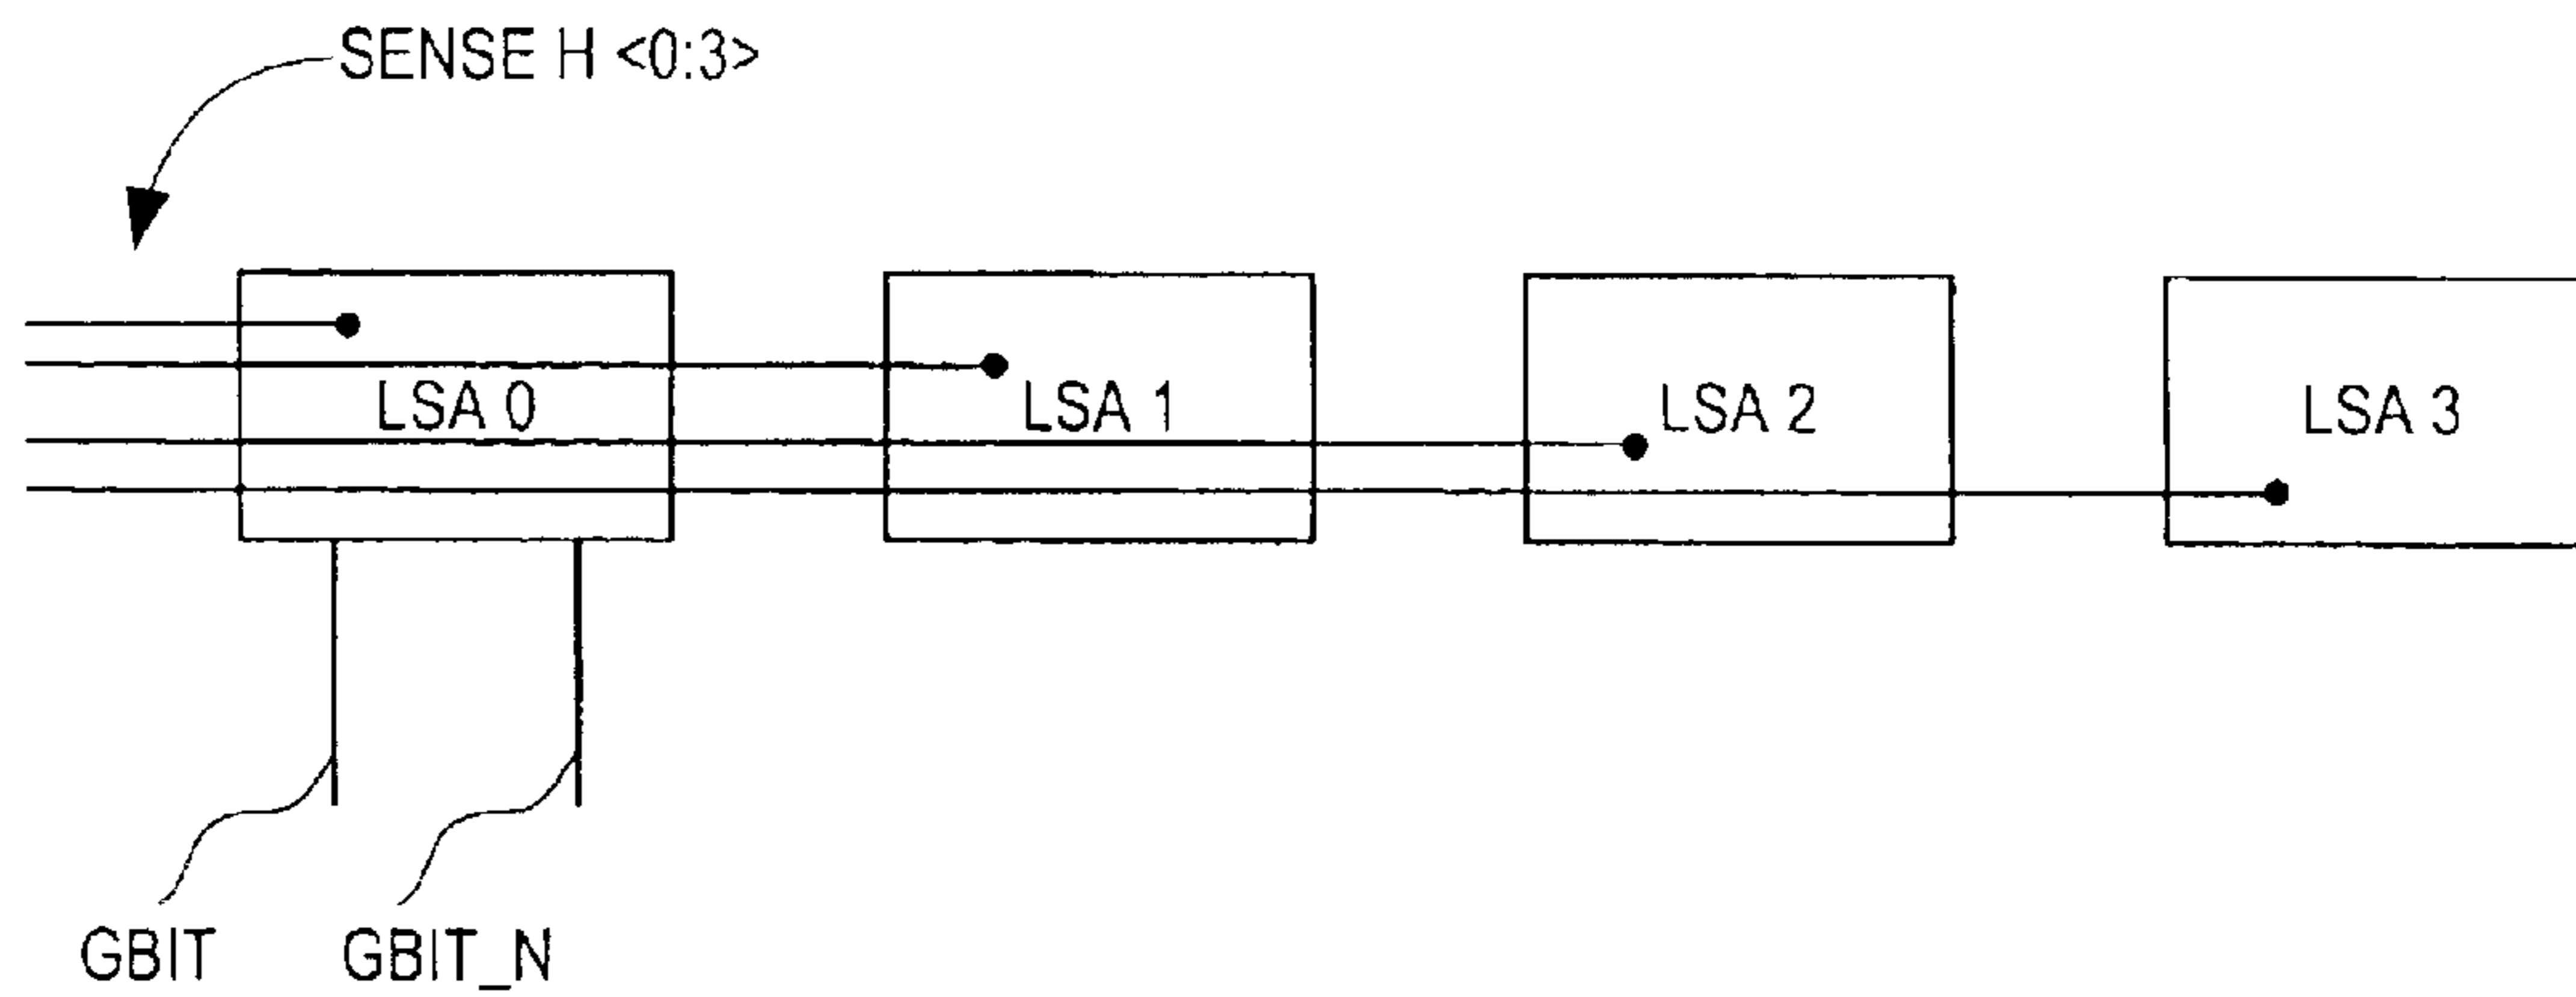 SENSE H <0:3>
LSA 0
LSA 1
LSA 2
LSA 3
GBIT
GBIT_N